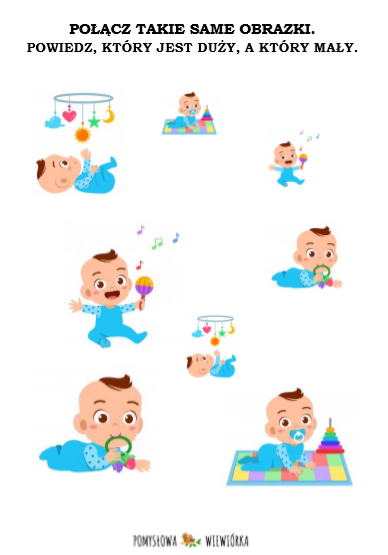 POŁĄCZ TAKIE SAME OBRAZKI.
POWIEDZ, KTÓRY JEST DUŻY, A KTÓRY MAŁY.
POMYSŁOWA WIEWIÓRKA